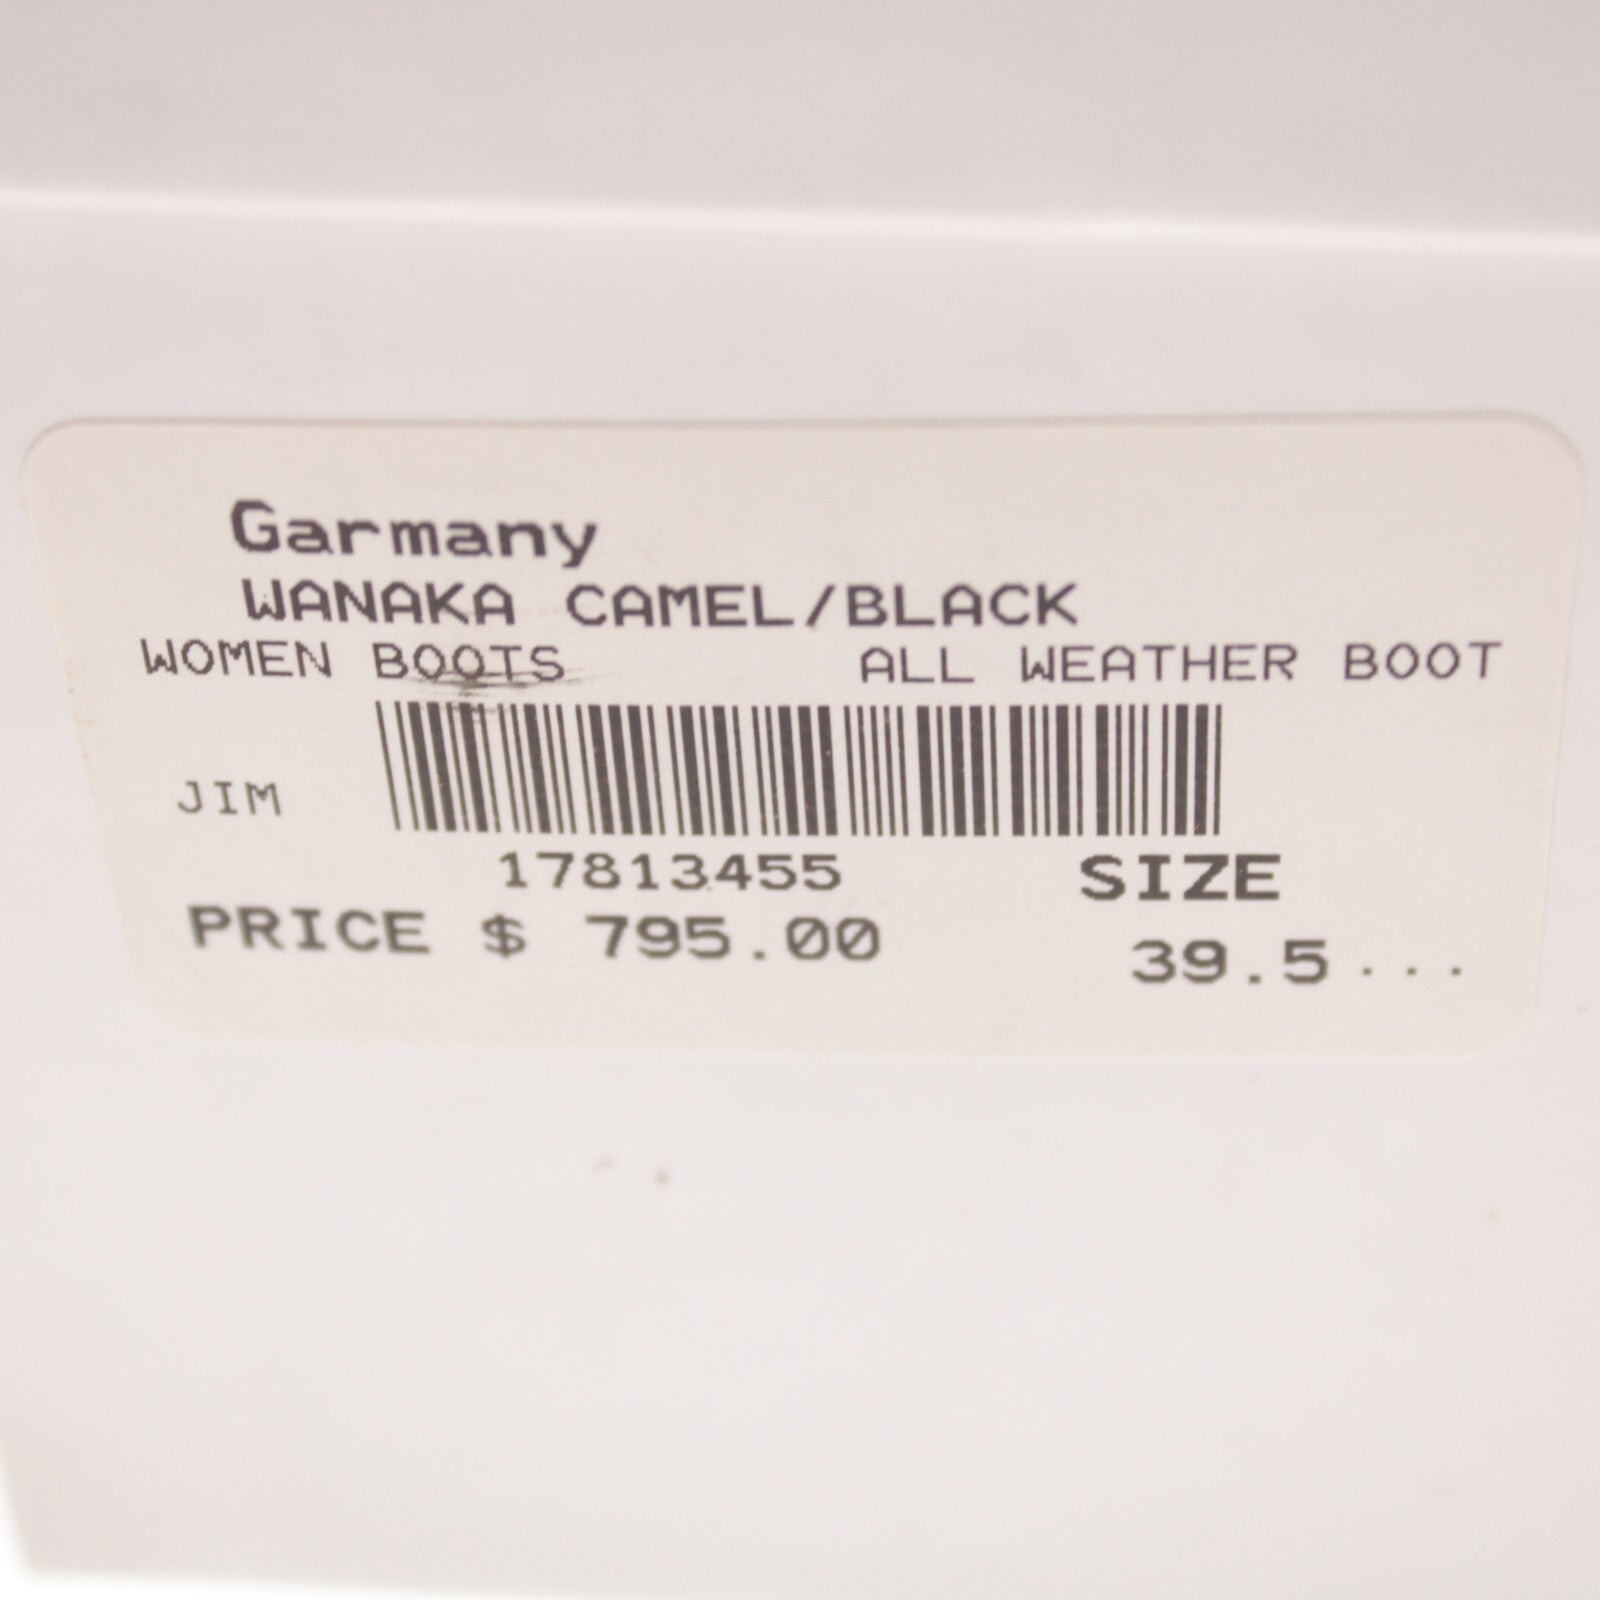 Garmany
WANAKA CAMEL/BLACK
WOMEN BOOTS ALL WEATHER BOOT
JIM
17813455 SIZE
PRICE $ 795.00 39.5...